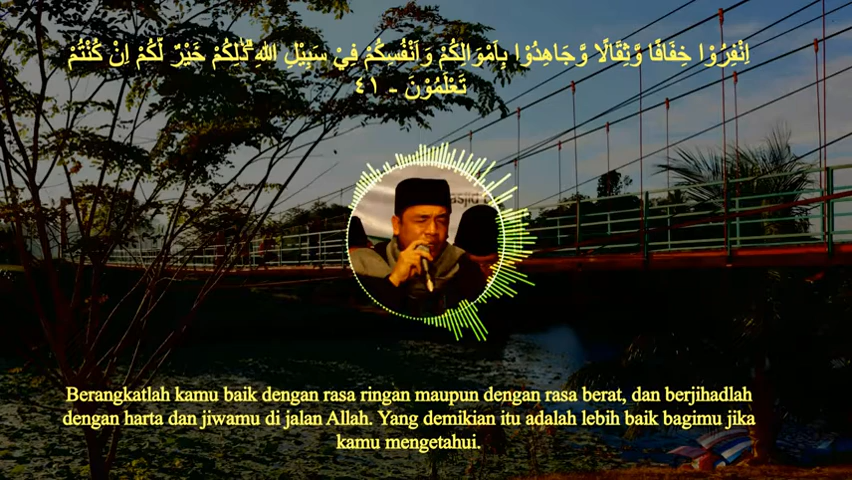 اِنْفِرُوْا خِفَافًا وَّثِقَالًا وَّجَاهِدُوْا بِاَمْوَالِكُمْ وَاَنْفُسِكُمْ فِيْ سَبِيْلِ اللّٰهِ ۗذٰلِكُمْ خَيْرٌ لَّكُمْ اِنْ كُنْتُمْ
تَعْلَمُوْنَ - ٤١
Berangkatlah kamu baik dengan rasa ringan maupun dengan rasa berat, dan berjihadlah
dengan harta dan jiwamu di jalan Allah. Yang demikian itu adalah lebih baik bagimu jika
kamu mengetahui.